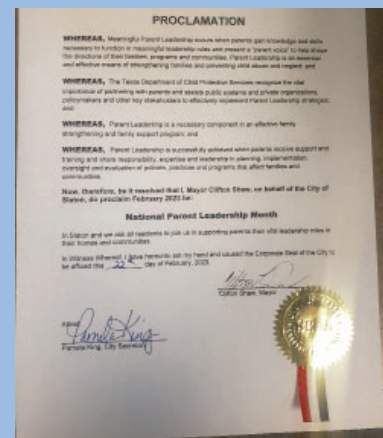 PROCLAMATION
WHEREAS, Meaningful Parent Leadership occurs when parents gain knowledge and skills
necessary to function in meaningful leadership roles and present a "parent voice" to help shape
the directions of their families, programs and communities. Parent Leadership is an essential
and effective means of strengthening families and preventing child abuse and neglect; and
WHEREAS, The Texas Department of Child Protective Services recognize the vital
importance of partnering with parents and assists public systems and private organizations,
policymakers and other key stakeholders to effectively implement Parent Leadership strategies;
and
WHEREAS, Parent Leadership is a necessary component in an effective family
strengthening and family support program; and
WHEREAS, Parent Leadership is successfully achieved when parents receive support and
training and share responsibility, expertise and leadership in planning, implementation,
oversight and evaluation of policies, practices and programs that affect families and
communities.
Now, therefore, be it resolved that I, Mayor Clifton Shaw, on behalf of the City of
Slaton, do proclaim February 2023 be:
National Parent Leadership Month
In Slaton and we ask all residents to join us in supporting parents their vital leadership roles in
their homes and communities.
In Witness Whereof, I have hereunto set my hand and caused the Corporate Seal of the City to
be affixed this 22 day of February, 2023.
Clifton Shaw, Mayor
Attest:
Pamela King
Pamela King, City Secretary